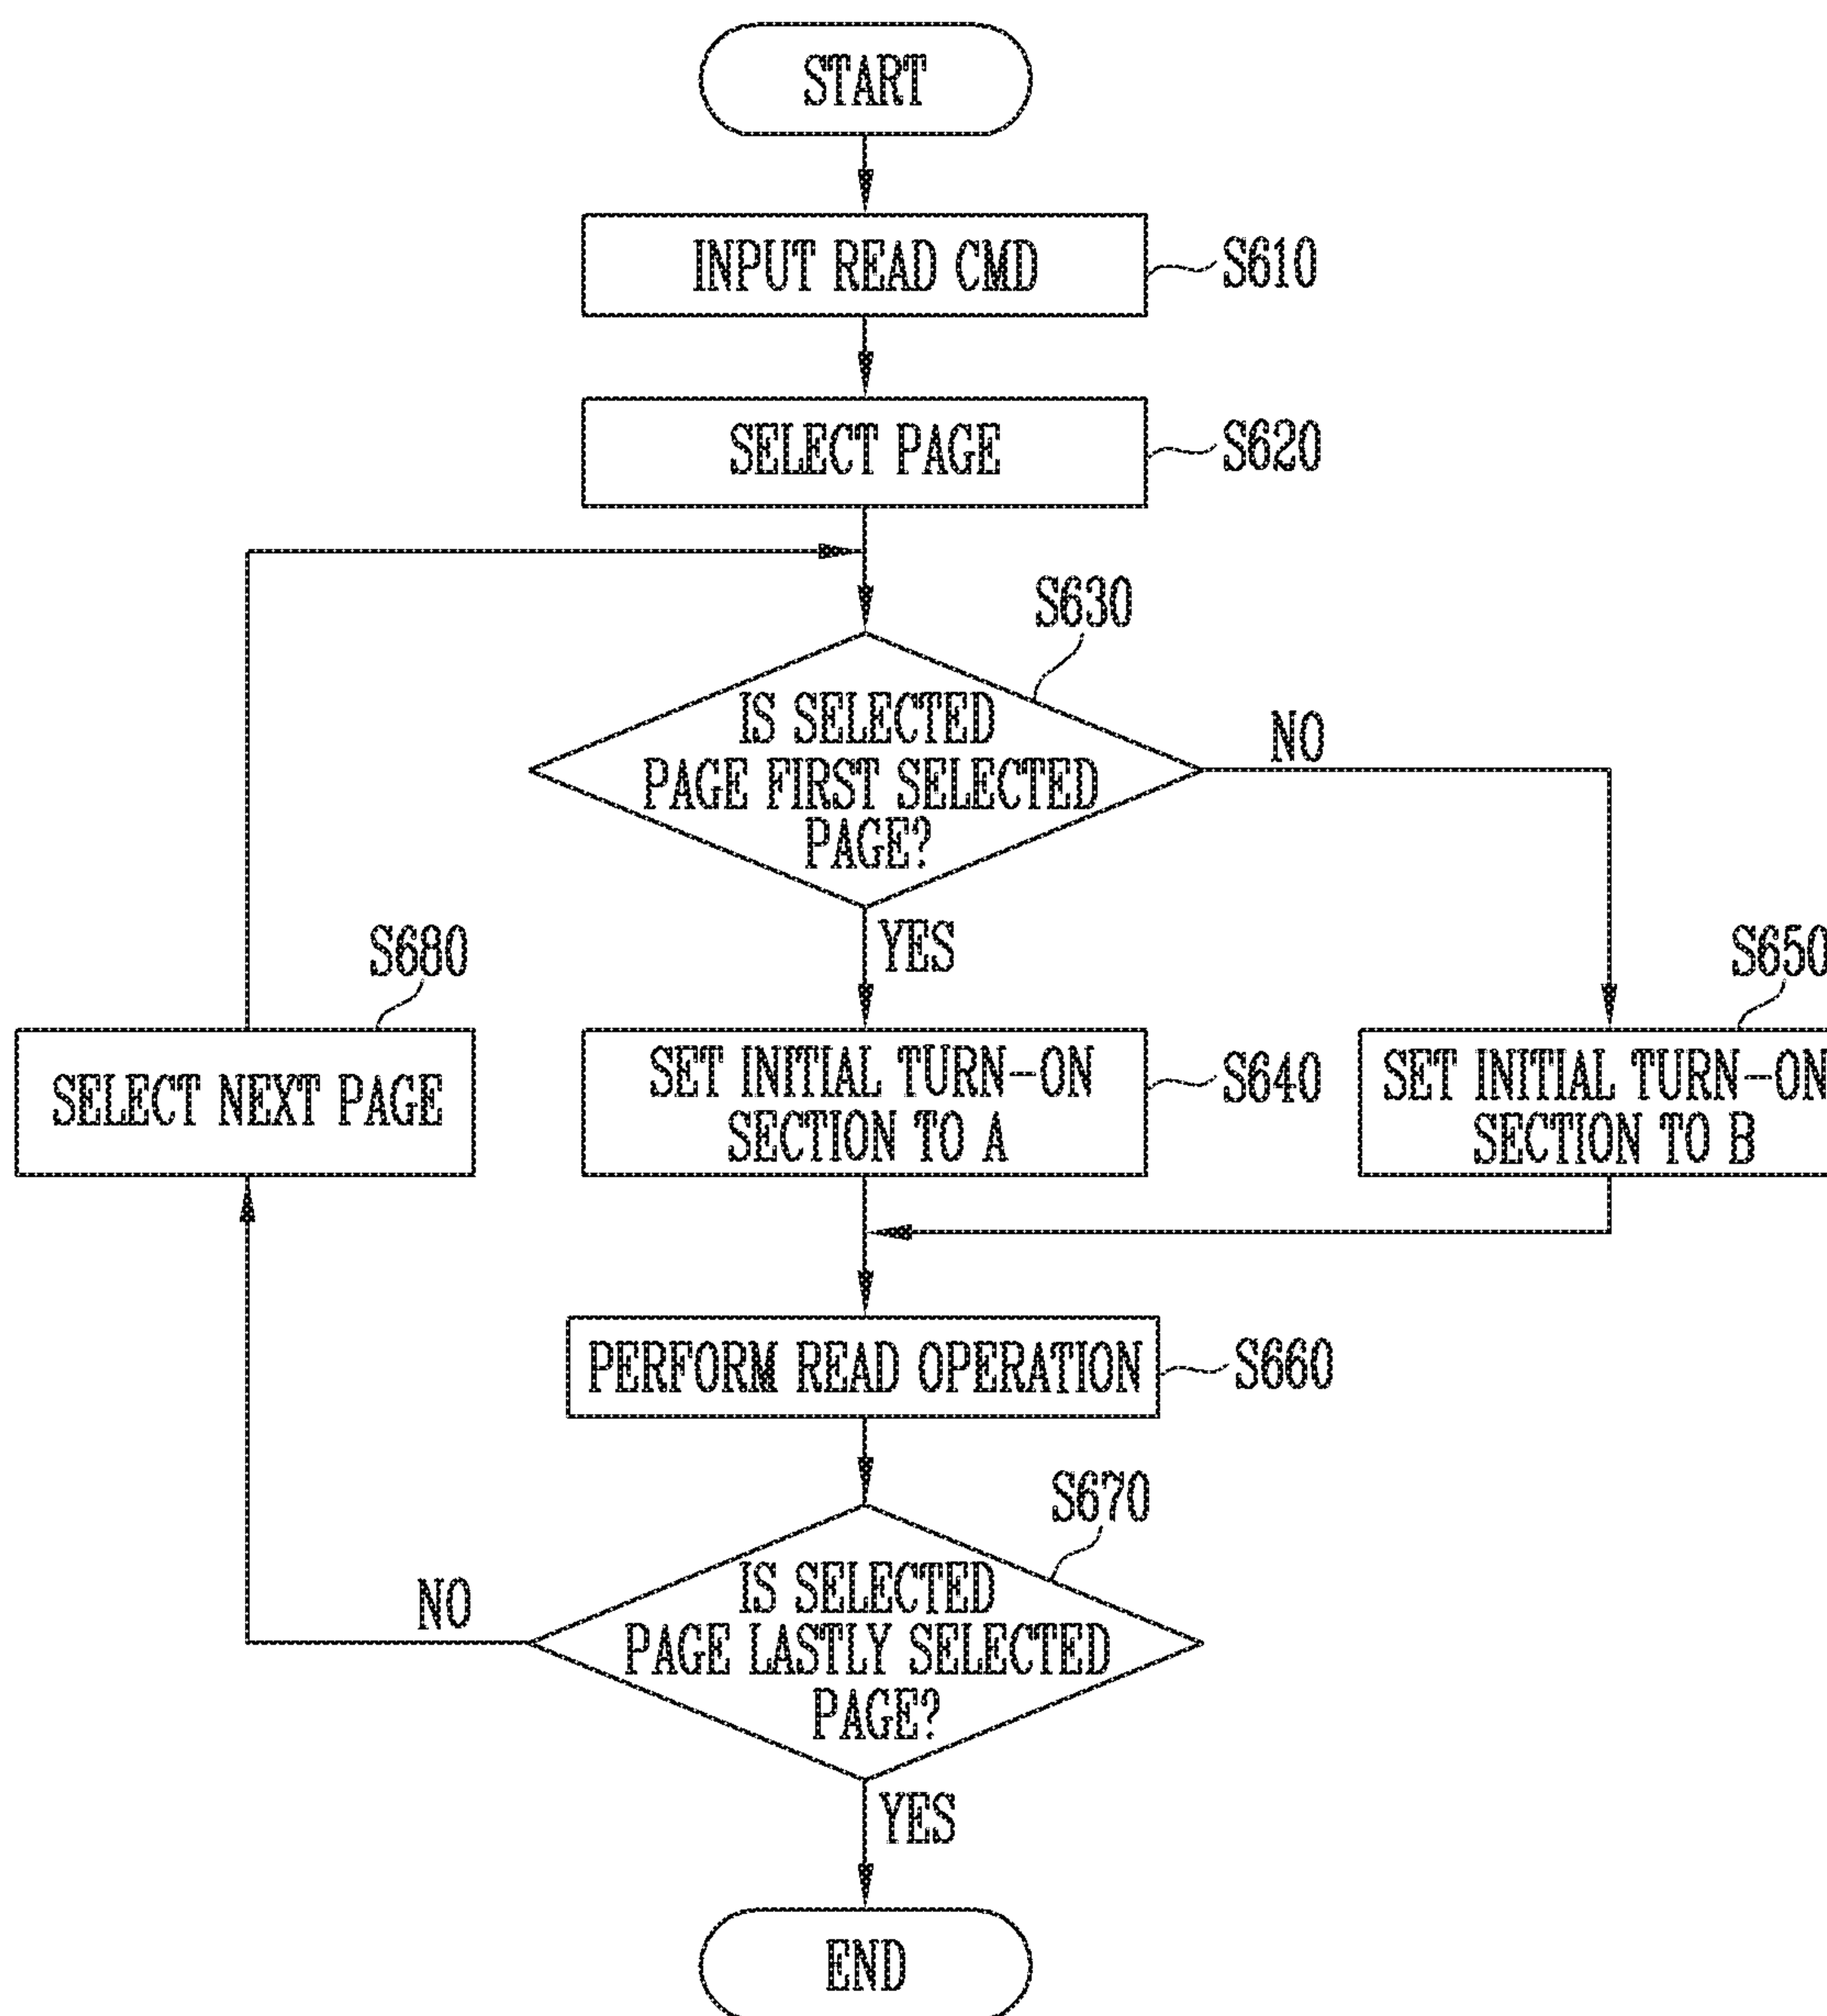 START
INPUT READ CMD
S610
SELECT PAGE
S620
S630
IS SELECTED
PAGE FIRST SELECTED
PAGE?
NO
YES
S680
S650
SELECT NEXT PAGE
SET INITIAL TURN-ON
SECTION TO A
S640
SET INITIAL TURN-ON
SECTION TO B
PERFORM READ OPERATION
S660
S670
IS SELECTED
PAGE LASTLY SELECTED
PAGE?
NO
YES
END